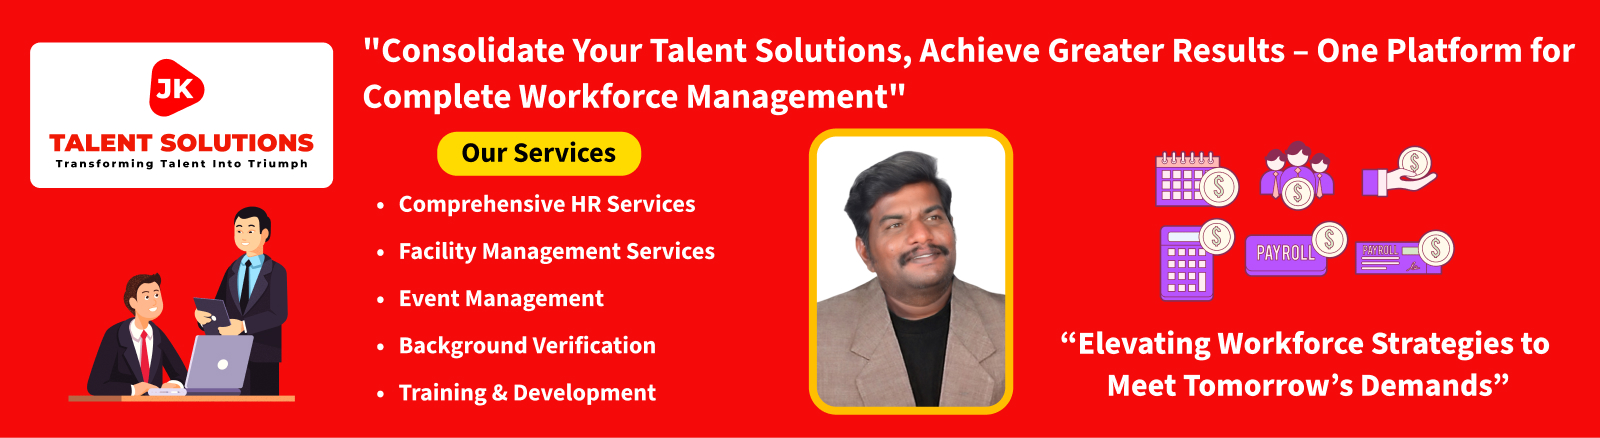 JK
TALENT SOLUTIONS
Transforming Talent Into Triumph
"Consolidate Your Talent Solutions, Achieve Greater Results – One Platform for
Complete Workforce Management"
Our Services
• Comprehensive HR Services
• Facility Management Services
• Event Management
• Background Verification
• Training & Development
$
$
$
$
PAYROLL
$
PAYROLL
$
“Elevating Workforce Strategies to
Meet Tomorrow’s Demands”